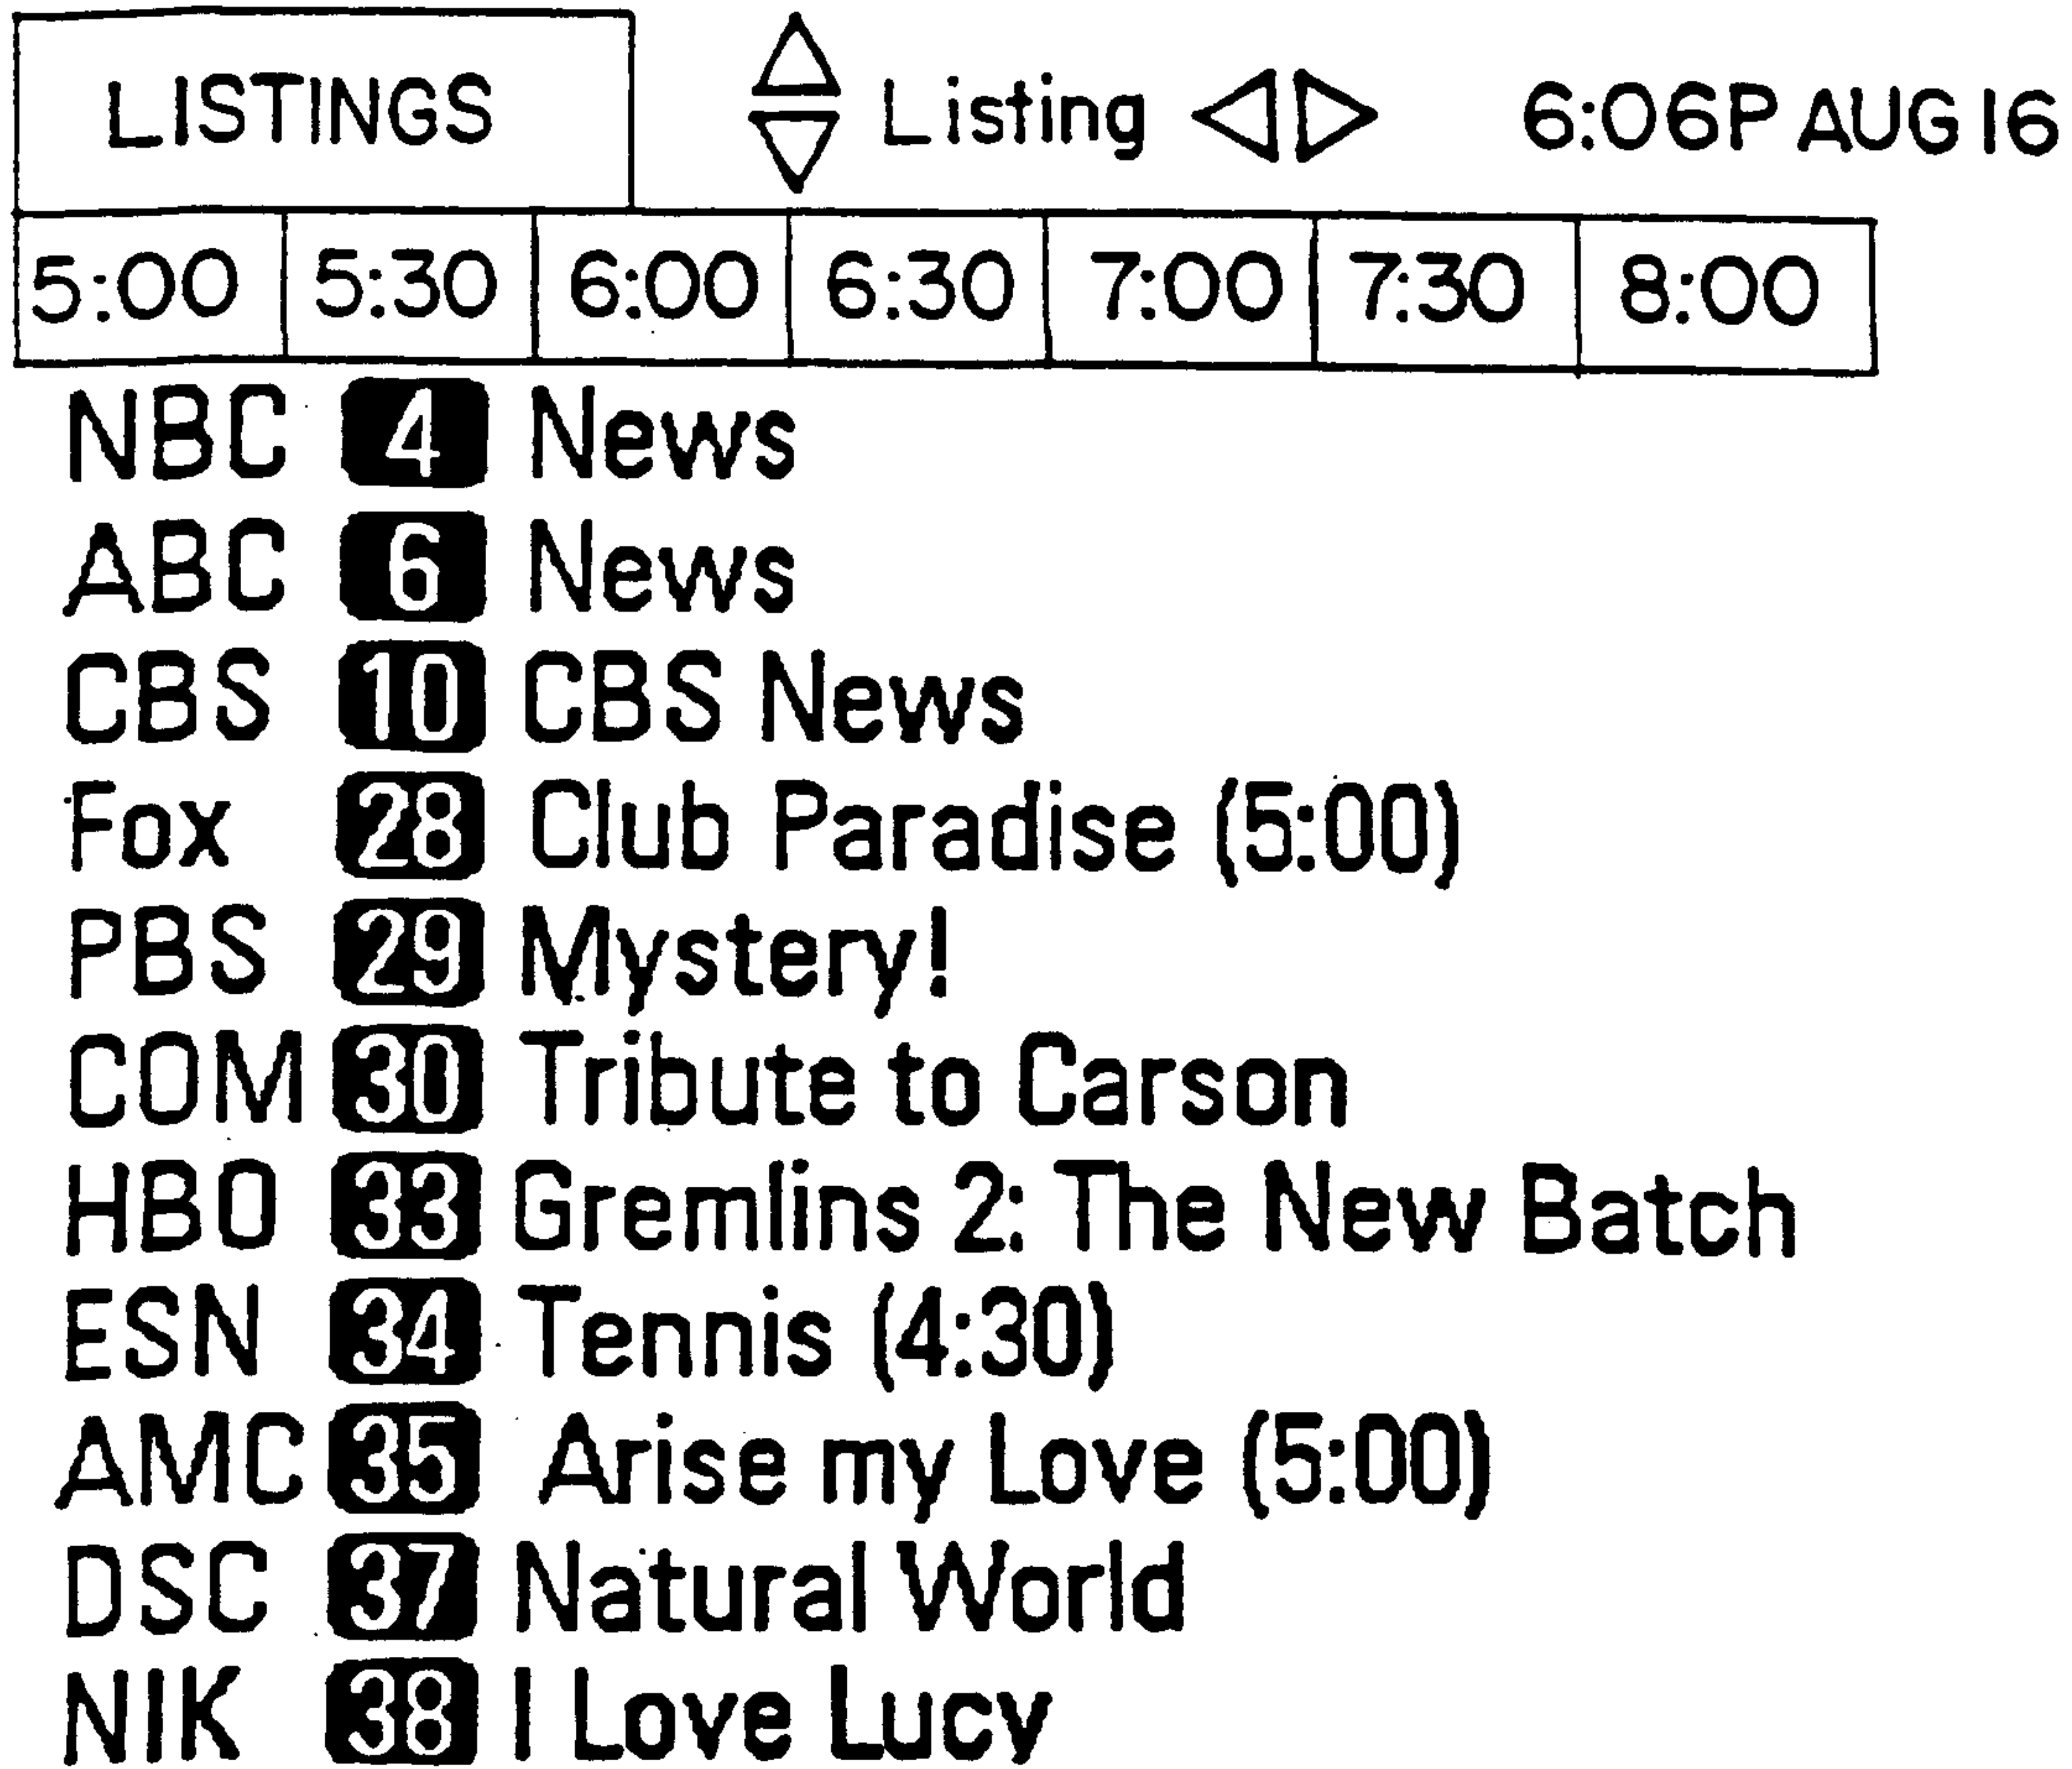 LISTINGS Listing 6:06P AUG 16
5:00 5:30 6:00 6:30 7:00 7:30 8:00
NBC 4 News
ABC 6 News
CBS 10 CBS News
Fox 28 Club Paradise (5:00)
PBS 29 Mystery!
COM 30 Tribute to Carson
HBO 33 Gremlins 2: The New Batch
ESN 34 Tennis (4:30)
AMC 35 Arise my Love (5:00)
DSC 37 Natural World
NIK 38 I Love Lucy